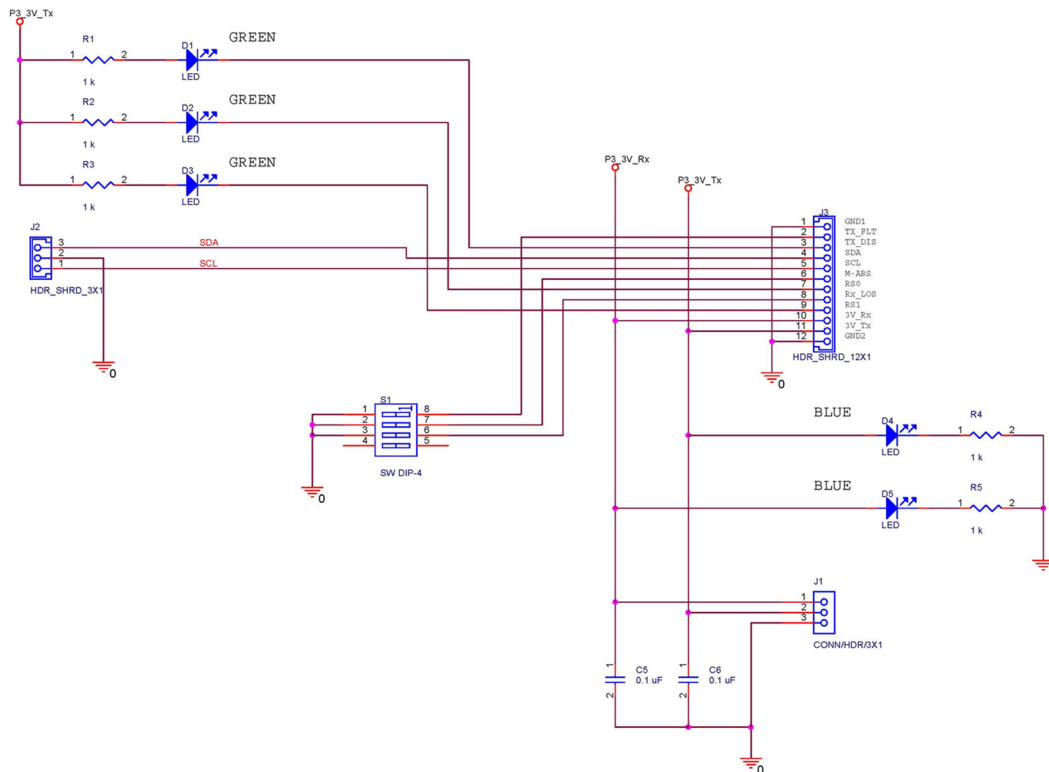 P3_3V_Tx
R1
1
2
1 k
D1
LED
GREEN
R2
1
2
1 k
D2
LED
GREEN
R3
1
2
1 k
D3
LED
GREEN
J2
3
2
1
HDR_SHRD_3X1
SDA
SCL
0
P3_3V_Rx
P3_3V_Tx
J3
1 GND1
2 TX_FLT
3 TX_DIS
4 SDA
5 SCL
6 M-ABS
7 RS0
8 Rx_LOS
9 RS1
10 3V_Rx
11 3V_Tx
12 GND2
HDR_SHRD_12X1
0
S1
1 8
2 7
3 6
4 5
SW DIP-4
0
BLUE
D4
LED
R4
1
2
1 k
BLUE
D5
LED
R5
1
2
1 k
J1
1
2
3
CONN/HDR/3X1
1
C5
0.1 uF
2
1
C6
0.1 uF
2
0